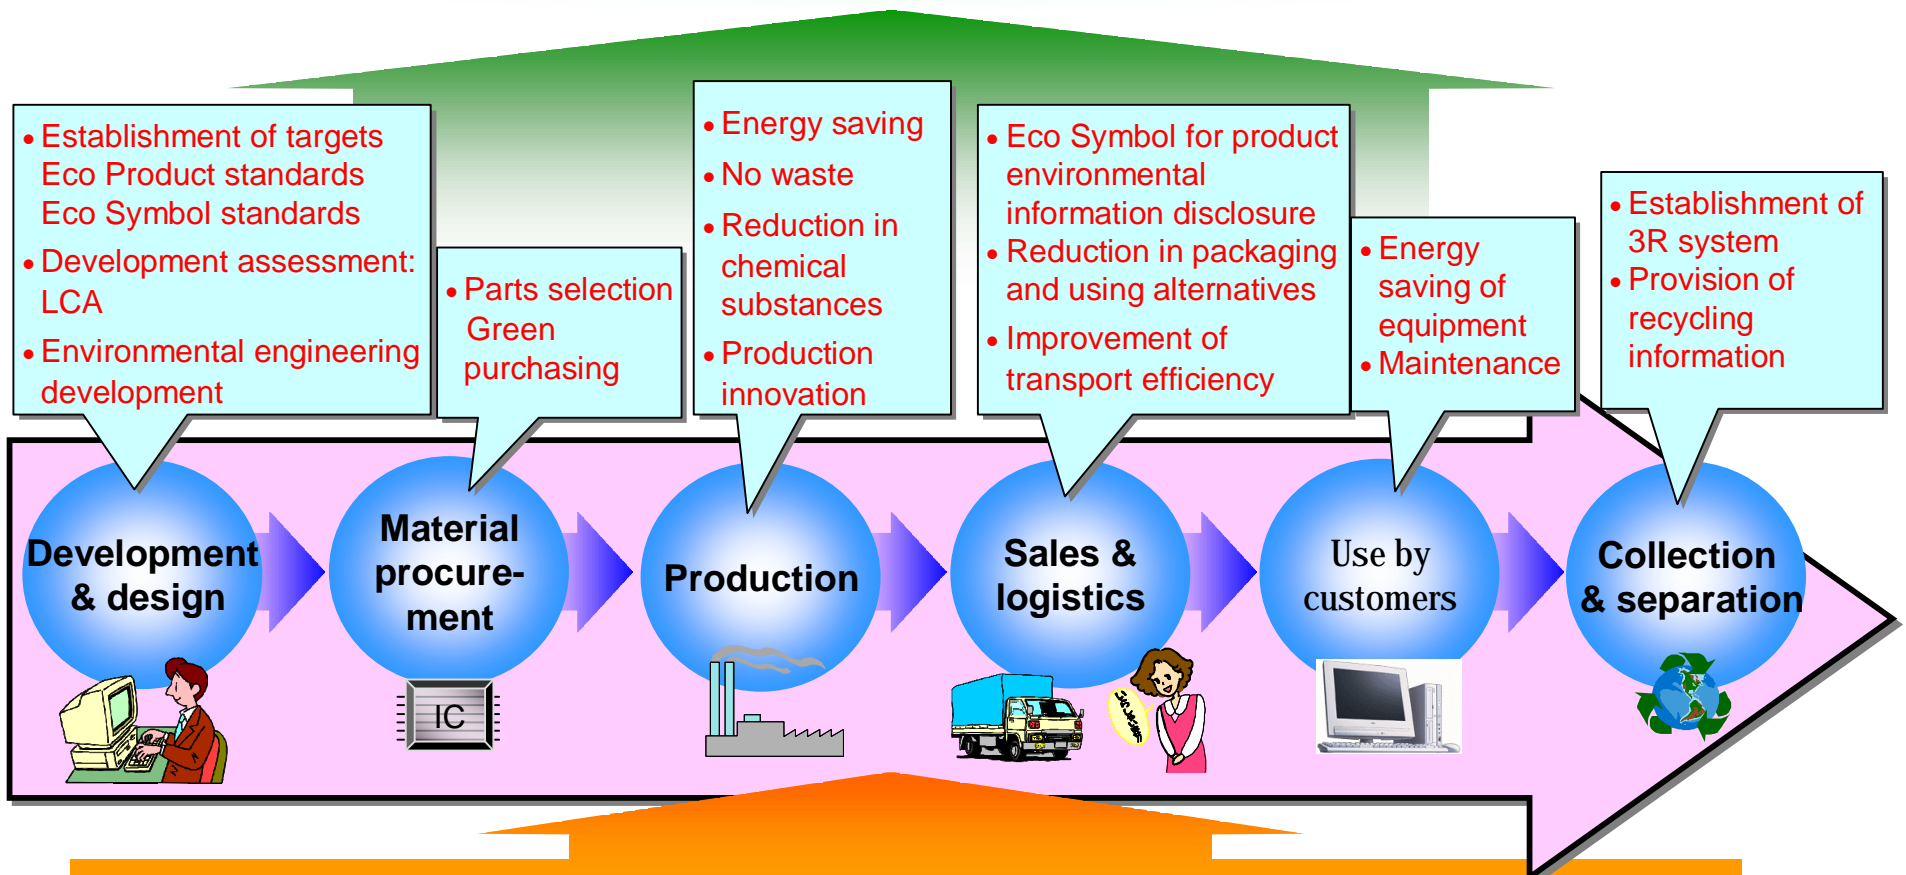 • Establishment of targets
Eco Product standards
Eco Symbol standards
• Development assessment:
LCA
• Environmental engineering
development
• Parts selection
Green
purchasing
• Energy saving
• No waste
• Reduction in
chemical
substances
• Production
innovation
• Eco Symbol for product
environmental
information disclosure
• Reduction in packaging
and using alternatives
• Improvement of
transport efficiency
• Energy
saving of
equipment
• Maintenance
• Establishment of
3R system
• Provision of
recycling
information
Development
& design
Material
procure-
ment
Production
Sales &
logistics
Use by
customers
Collection
& separation
IC